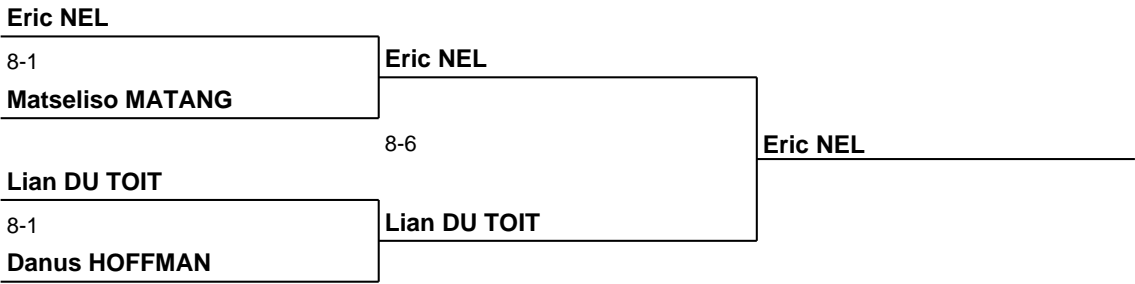 Eric NEL
8-1
Eric NEL
Matseliso MATANG
8-6
Eric NEL
Lian DU TOIT
8-1
Lian DU TOIT
Danus HOFFMAN